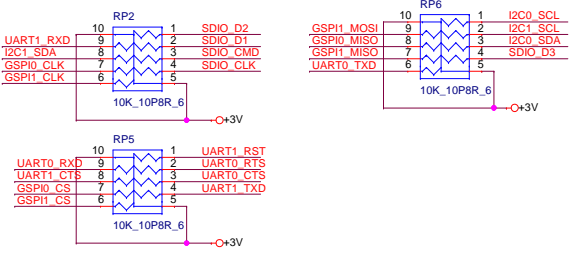 RP2
10 1 SDIO_D2
UART1_RXD 9 2 SDIO_D1
I2C1_SDA 8 3 SDIO_CMD
GSPI0_CLK 7 4 SDIO_CLK
GSPI1_CLK 6 5
10K_10P8R_6
+3V
RP6
10 1 I2C0_SCL
GSPI1_MOSI 9 2 I2C1_SCL
GSPI0_MISO 8 3 I2C0_SDA
GSPI1_MISO 7 4 SDIO_D3
UART0_TXD 6 5
10K_10P8R_6
+3V
RP5
10 1 UART1_RST
UART0_RXD 9 2 UART0_RTS
UART1_CTS 8 3 UART0_CTS
GSPI0_CS 7 4 UART1_TXD
GSPI1_CS 6 5
10K_10P8R_6
+3V